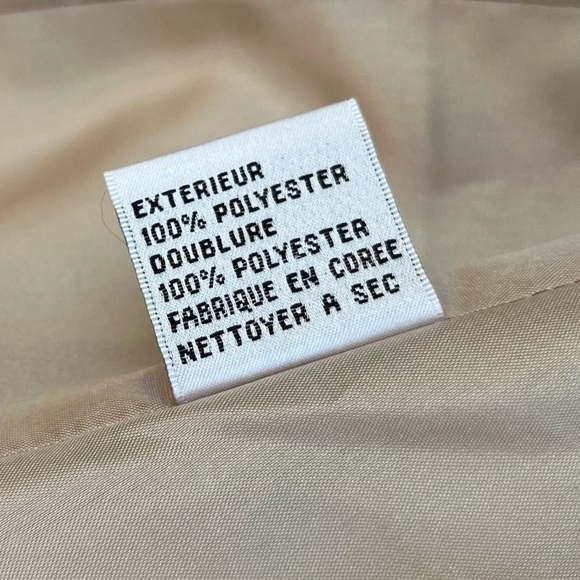 EXTERIEUR
100% POLYESTER
DOUBLURE
100% POLYESTER
FABRIQUE EN COREE
NETTOYER A SEC